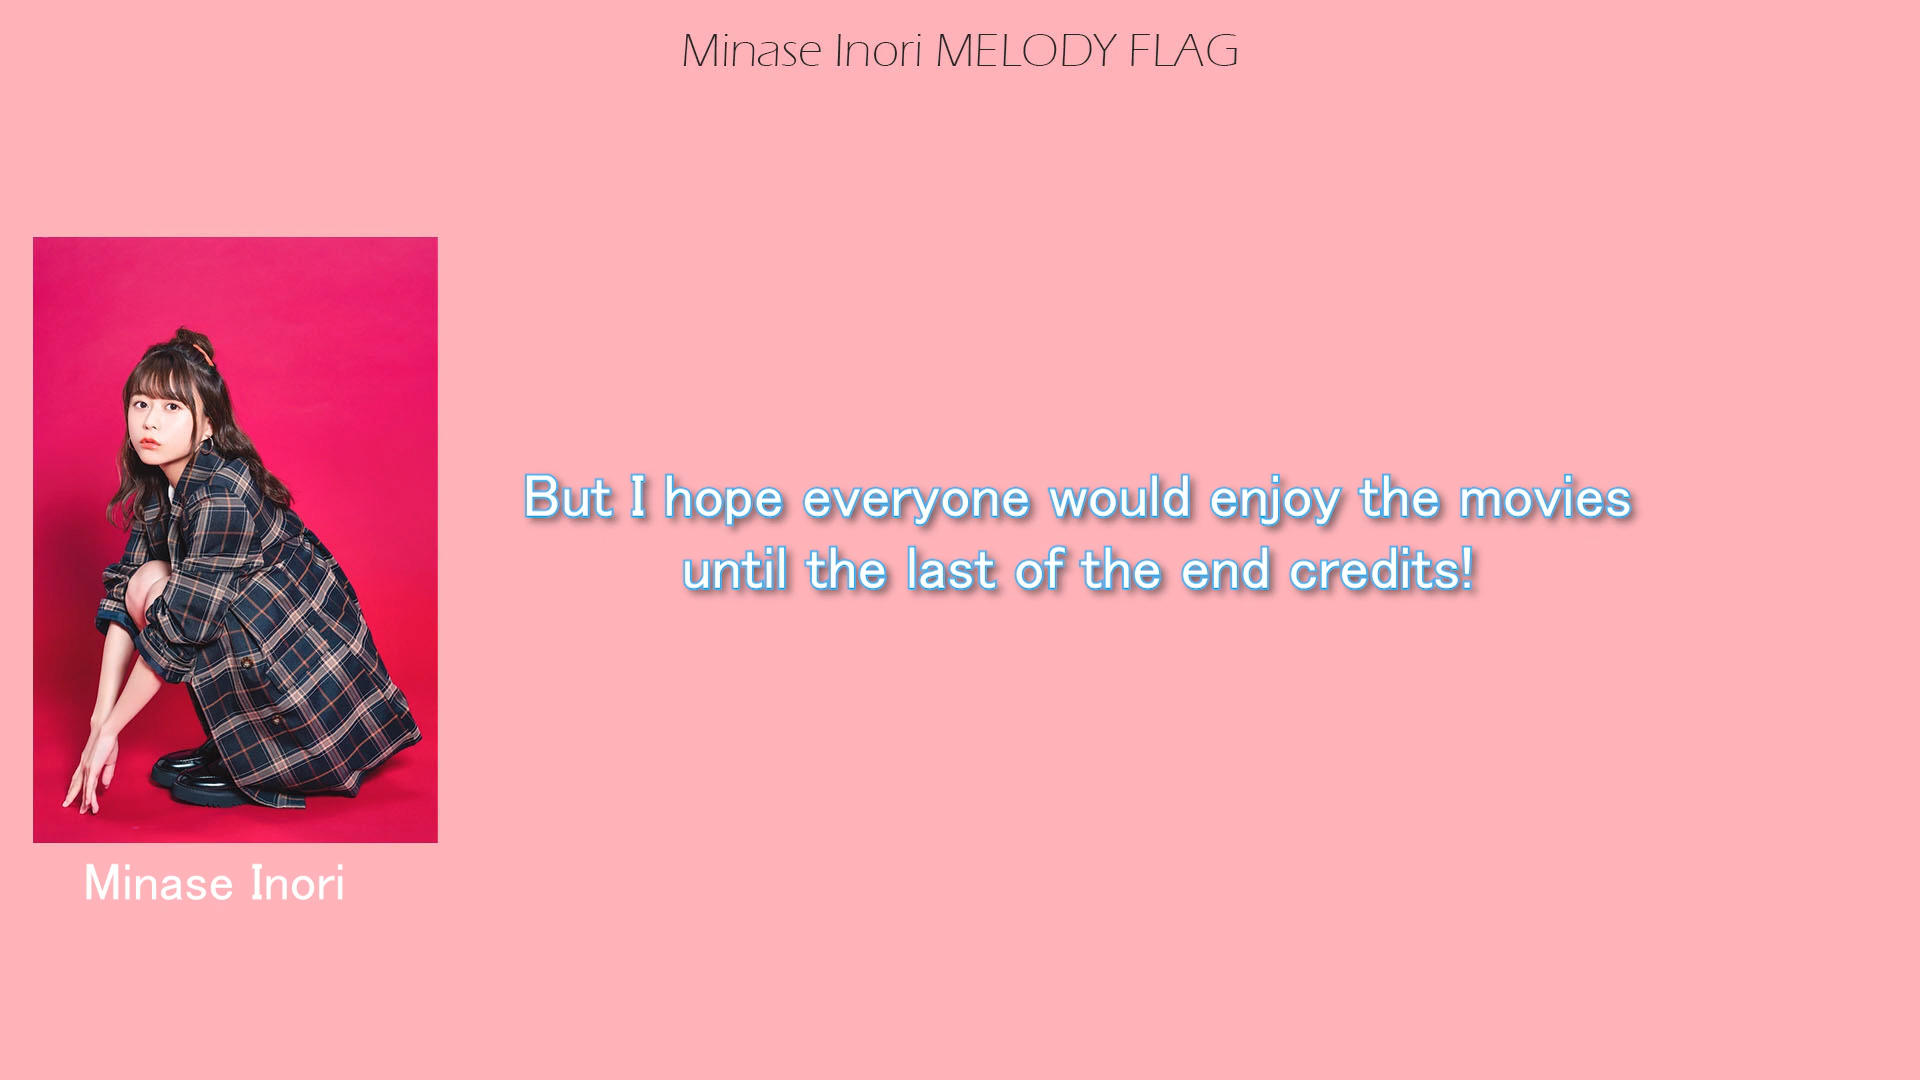 Minase Inori MELODY FLAG
But I hope everyone would enjoy the movies
until the last of the end credits!
Minase Inori